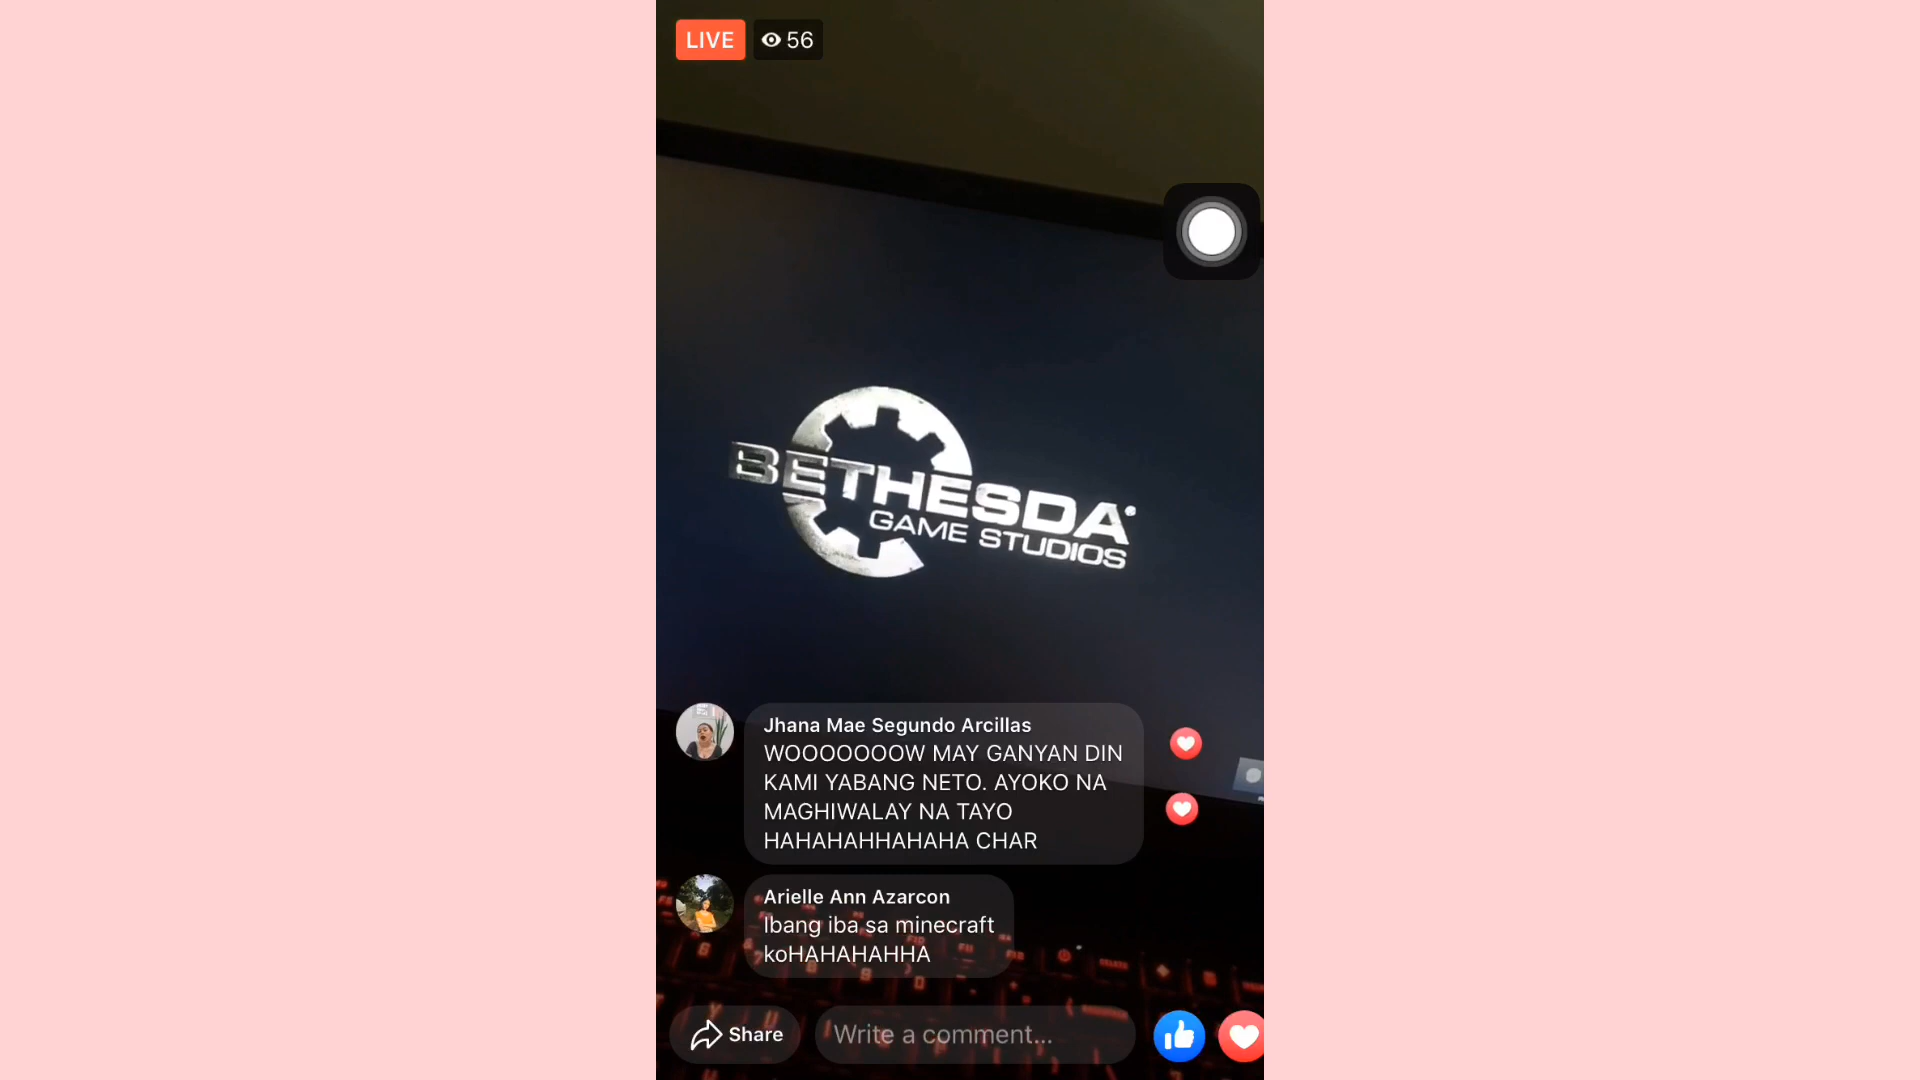 LIVE 56
BETHESDA
GAME STUDIOS
Jhana Mae Segundo Arcillas
WOOOOOOOW MAY GANYAN DIN
KAMI YABANG NETO. AYOKO NA
MAGHIWALAY NA TAYO
HAHAHAHHAHAHA CHAR
Arielle Ann Azarcon
Ibang iba sa minecraft
koHAHAHAHHA
Share
Write a comment...